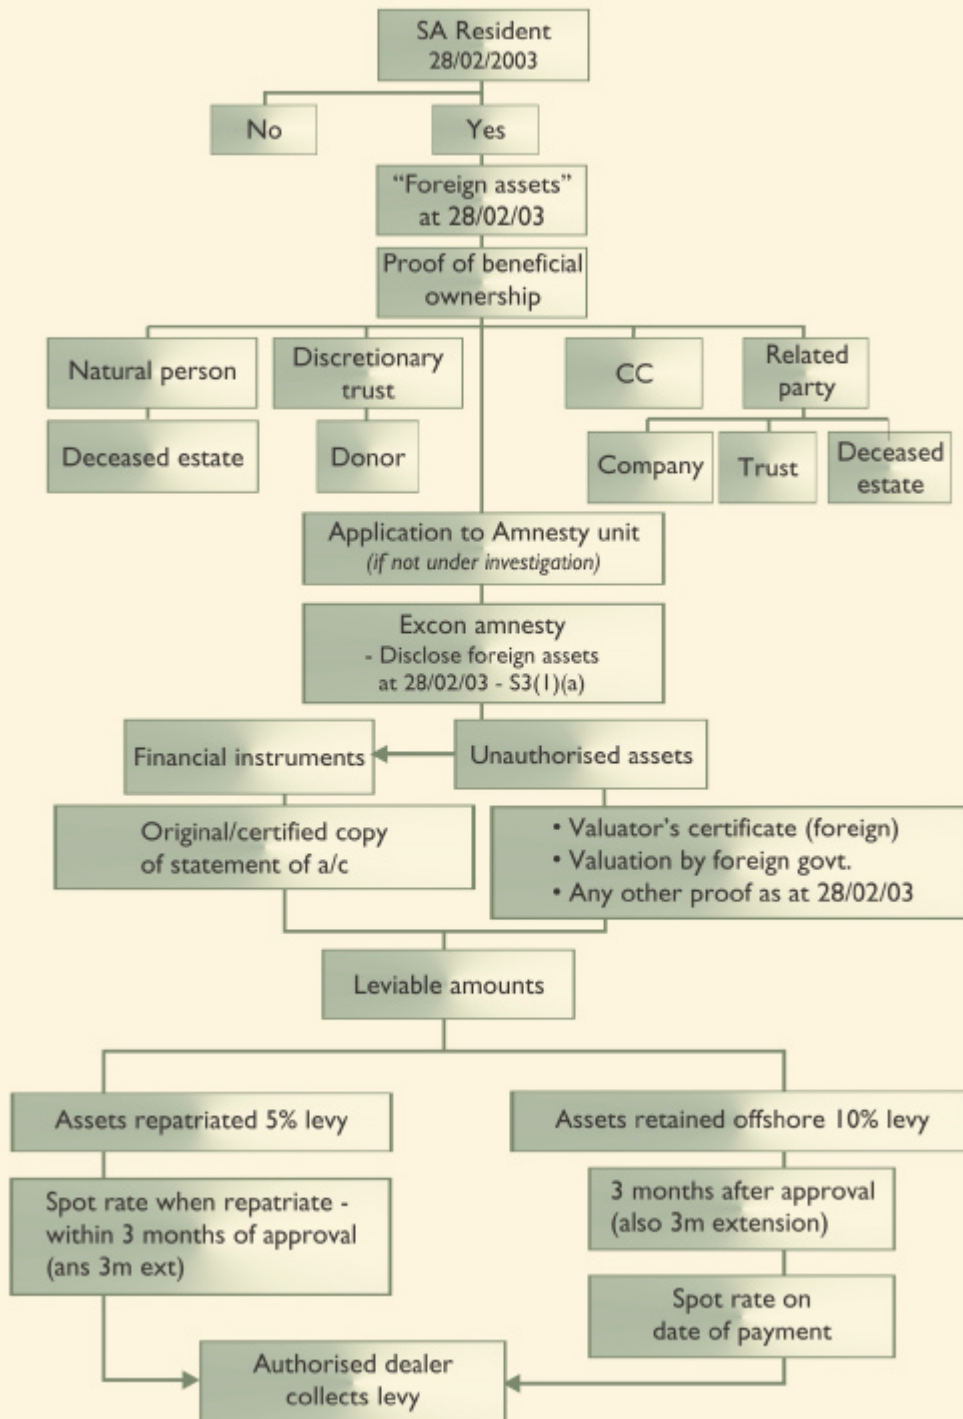 SA Resident
28/02/2003
No
Yes
“Foreign assets”
at 28/02/03
Proof of beneficial
ownership
Natural person
Discretionary
trust
CC
Related
party
Deceased estate
Donor
Company
Trust
Deceased
estate
Application to Amnesty unit
(if not under investigation)
Excon amnesty
- Disclose foreign assets
at 28/02/03 - S3(1)(a)
Financial instruments
Unauthorised assets
Original/certified copy
of statement of a/c
• Valuator's certificate (foreign)
• Valuation by foreign govt.
• Any other proof as at 28/02/03
Leviable amounts
Assets repatriated 5% levy
Assets retained offshore 10% levy
Spot rate when repatriate -
within 3 months of approval
(ans 3m ext)
3 months after approval
(also 3m extension)
Spot rate on
date of payment
Authorised dealer
collects levy